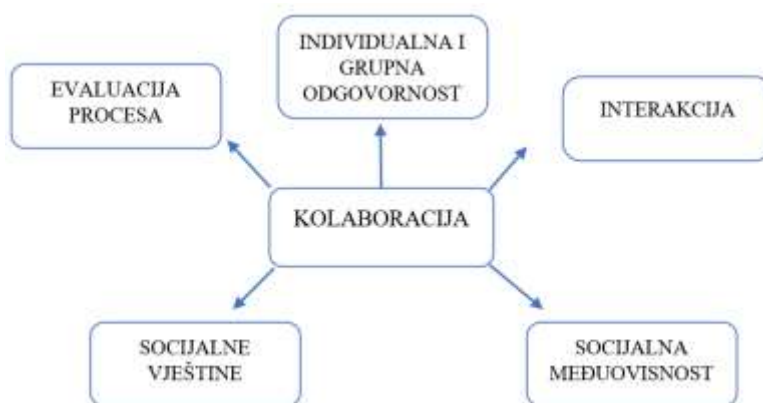 INDIVIDUALNA I
GRUPNA
ODGOVORNOST
EVALUACIJA
PROCESA
INTERAKCIJA
KOLABORACIJA
SOCIJALNE
VJEŠTINE
SOCIJALNA
MEĐUOVISNOST